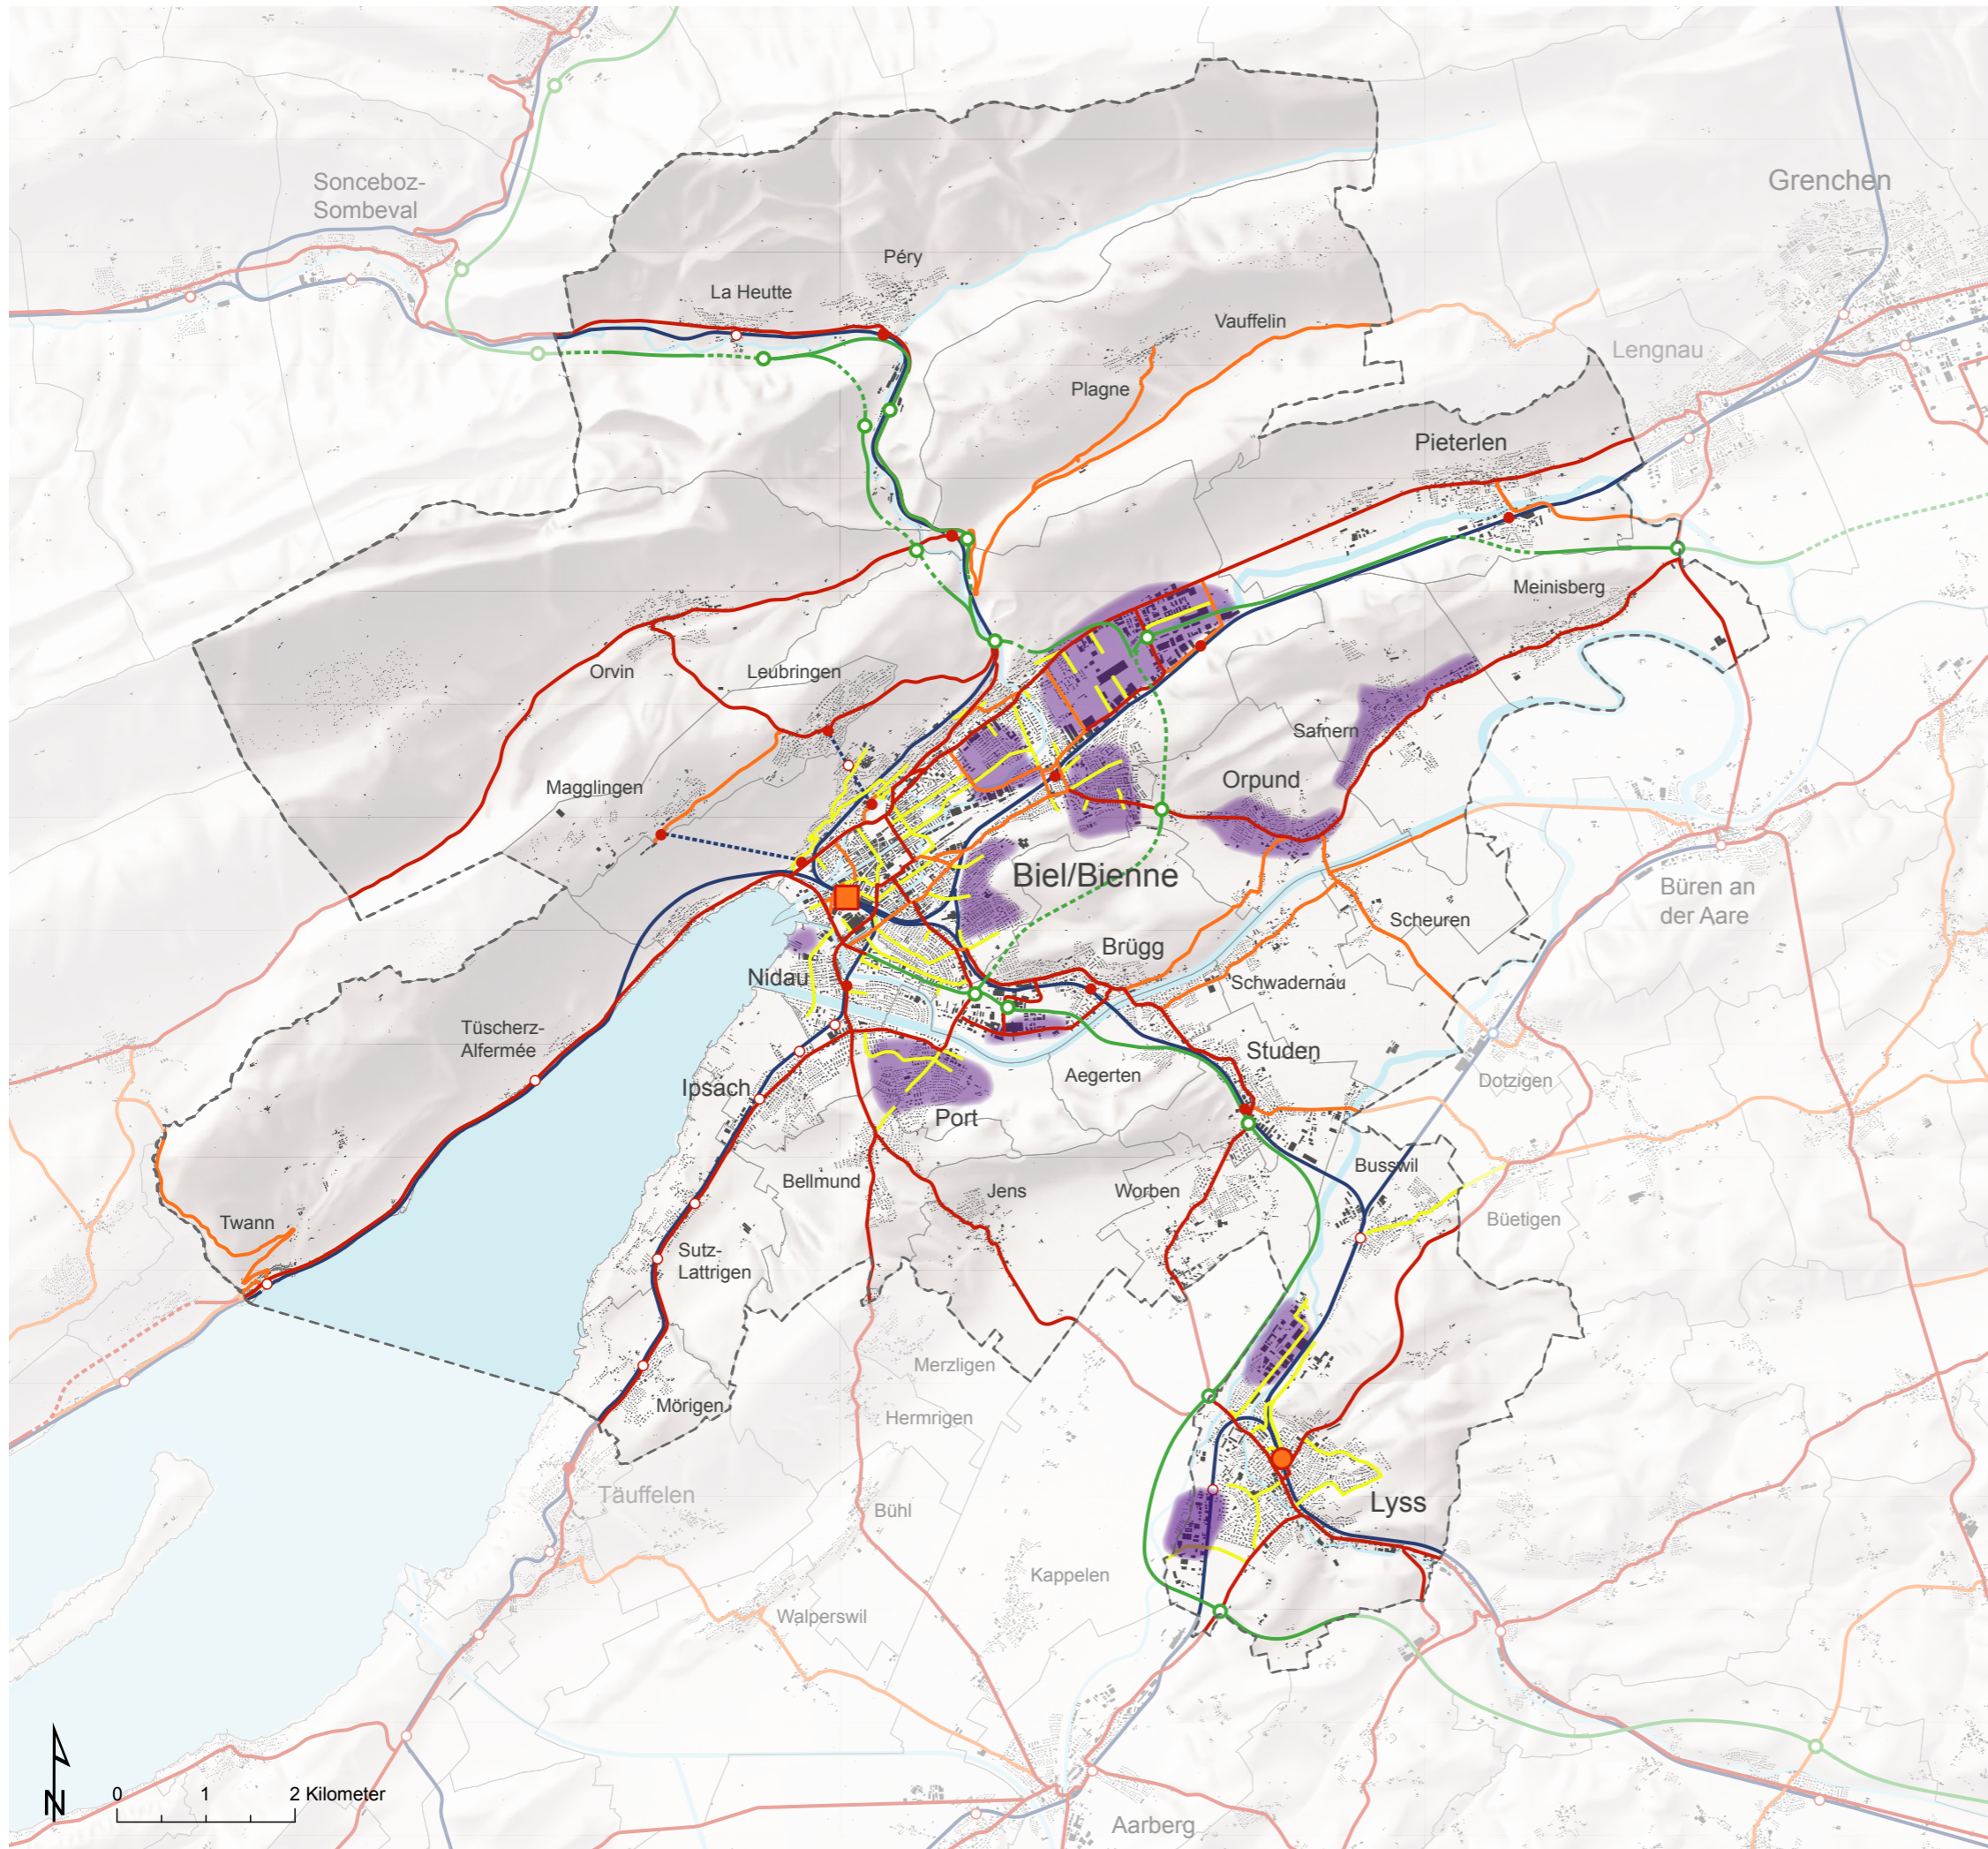 Sonceboz-
Sombeval
Grenchen
Péry
La Heutte
Vauffelin
Lengnau
Plagne
Pieterlen
Meinisberg
Orvin
Leubringen
Safnern
Orpund
Magglingen
Biel/Bienne
Büren an
der Aare
Scheuren
Brügg
Nidau
Schwadernau
Tüscherz-
Alfermée
Studen
Ipsach
Aegerten
Dotzigen
Port
Busswil
Bellmund
Jens
Worben
Twann
Büetigen
Sutz-
Lattrigen
Merzligen
Mörigen
Hermrigen
Täuffelen
Lyss
Bühl
Kappelen
Walperswil
0 1 2 Kilometer
N
Aarberg